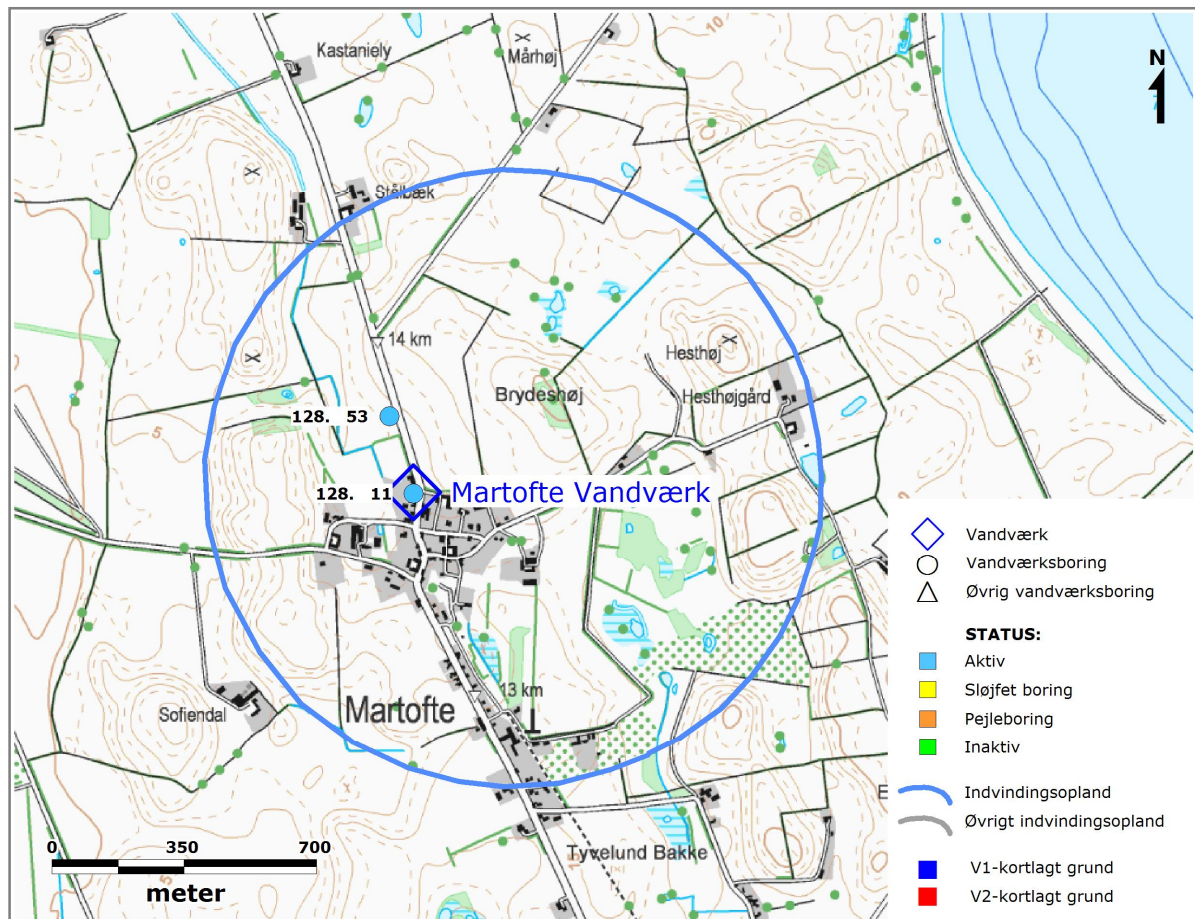 Kastaniely
Mårhøj
10
N
7
Stålbæk
14 km
Hesthøj
Brydeshøj
Hesthøjgård
5
128. 53
5
128. 11
Martofte Vandværk
Vandværk
Vandværksboring
Øvrig vandværksboring
STATUS:
Aktiv
Sløjfet boring
Pejleboring
Inaktiv
13 km
Martofte
Sofiendal
Indvindingsopland
Øvrigt indvindingsopland
E
0 350 700
meter
Tyvelund Bakke
V1-kortlagt grund
V2-kortlagt grund